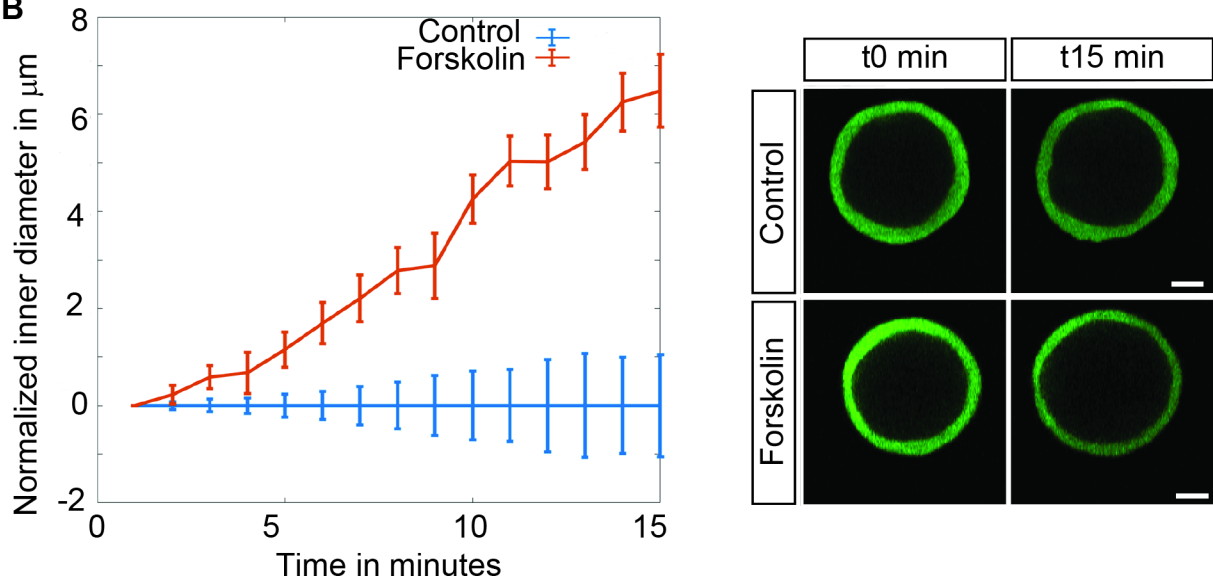 B
8
6
4
2
0
-2
Normalized inner diameter in μm
Control
Forskolin
0
5
10
15
Time in minutes
t0 min
t15 min
Control
Forskolin